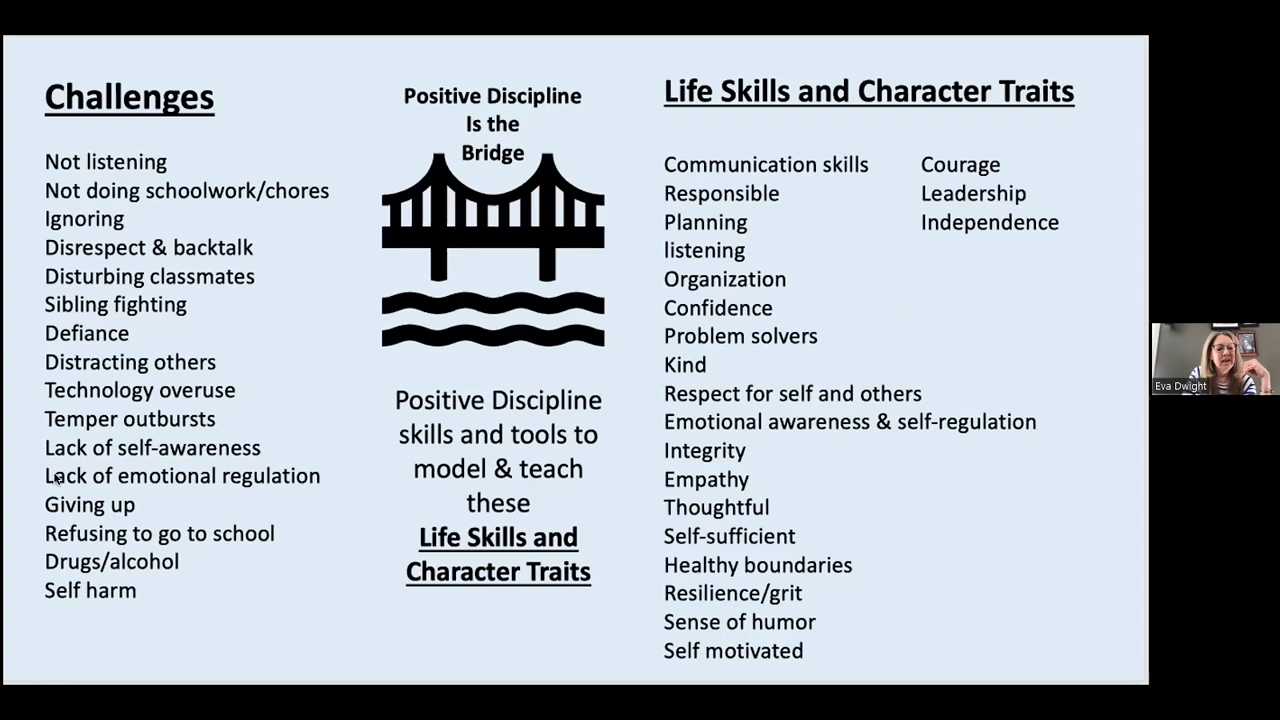 Challenges
Not listening
Not doing schoolwork/chores
Ignoring
Disrespect & backtalk
Disturbing classmates
Sibling fighting
Defiance
Distracting others
Technology overuse
Temper outbursts
Lack of self-awareness
Lack of emotional regulation
Giving up
Refusing to go to school
Drugs/alcohol
Self harm
Positive Discipline
Is the
Bridge
Positive Discipline
skills and tools to
model & teach
these
Life Skills and
Character Traits
Life Skills and Character Traits
Communication skills
Responsible
Planning
listening
Organization
Confidence
Problem solvers
Kind
Respect for self and others
Emotional awareness & self-regulation
Integrity
Empathy
Thoughtful
Self-sufficient
Healthy boundaries
Resilience/grit
Sense of humor
Self motivated
Courage
Leadership
Independence
Eva Dwight